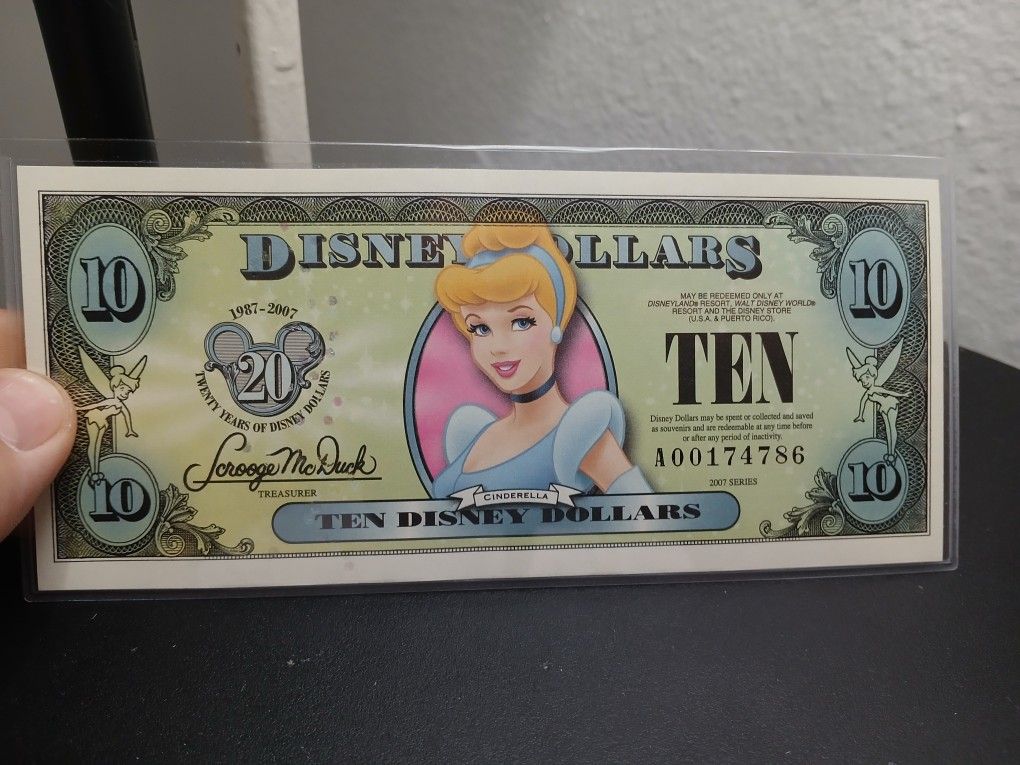 DISNEY DOLLARS
10
10
1987-2007
20
TWENTY YEARS OF DISNEY DOLLARS
Scrooge McDuck
TREASURER
MAY BE REDEEMED ONLY AT
DISNEYLAND® RESORT, WALT DISNEY WORLD®
RESORT AND THE DISNEY STORE
(U.S.A. & PUERTO RICO).
TEN
Disney Dollars may be spent or collected and saved
as souvenirs and are redeemable at any time before
or after any period of inactivity.
A00174786
2007 SERIES
10
10
CINDERELLA
TEN DISNEY DOLLARS